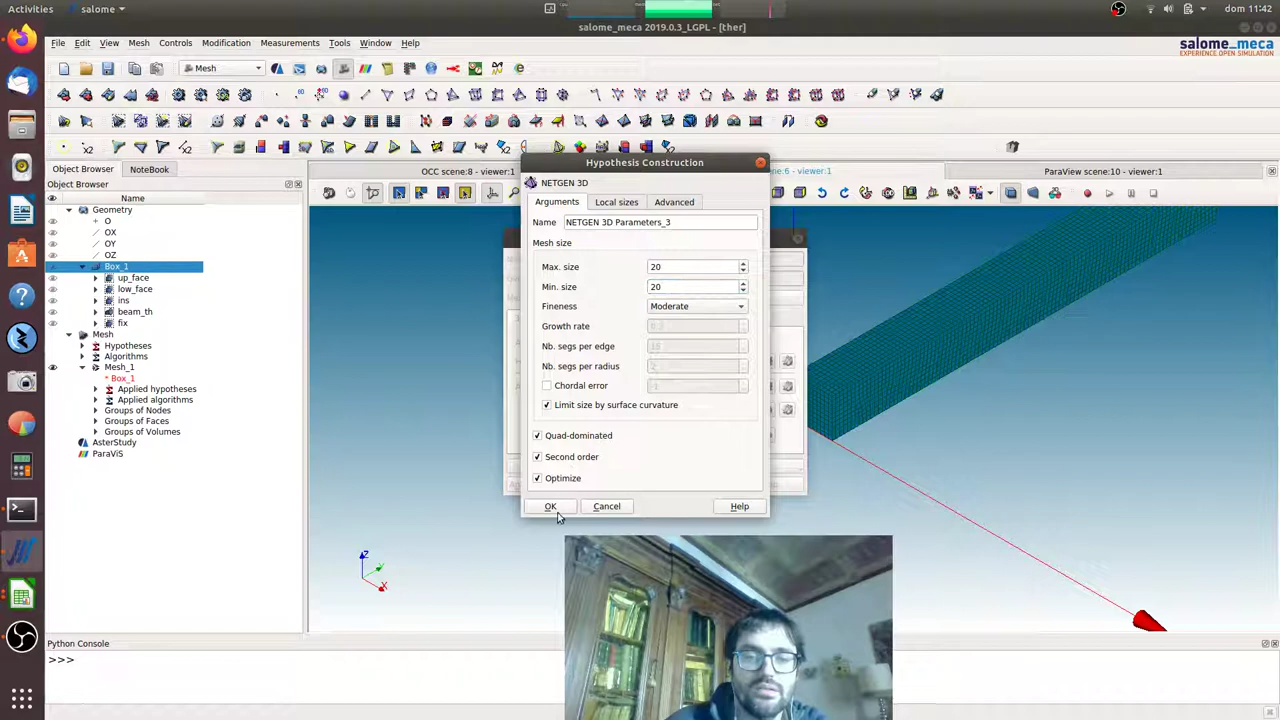 Activities
salome
dom 11:42
salome_meca 2019.0.3_LGPL - [ther]
File Edit View Mesh Controls Modification Measurements Tools Window Help
salome_meca
EXPERIENCE.OPEN SIMULATION
Mesh
Object Browser
NoteBook
OCC scene:8 - viewer:1
scene:6 - viewer:1
ParaView scene:10 - viewer:1
Object Browser
Name
Geometry
O
OX
OY
OZ
Box_1
up_face
low_face
ins
beam_th
fix
Mesh
Hypotheses
Algorithms
Mesh_1
* Box_1
Applied hypotheses
Applied algorithms
Groups of Nodes
Groups of Faces
Groups of Volumes
AsterStudy
ParaViS
Hypothesis Construction
NETGEN 3D
Arguments
Local sizes
Advanced
Name
NETGEN 3D Parameters_3
Mesh size
Max. size
20
Min. size
20
Fineness
Moderate
Growth rate
Nb. segs per edge
Nb. segs per radius
Chordal error
Limit size by surface curvature
Quad-dominated
Second order
Optimize
OK
Cancel
Help
Z
Y
X
Python Console
>>>